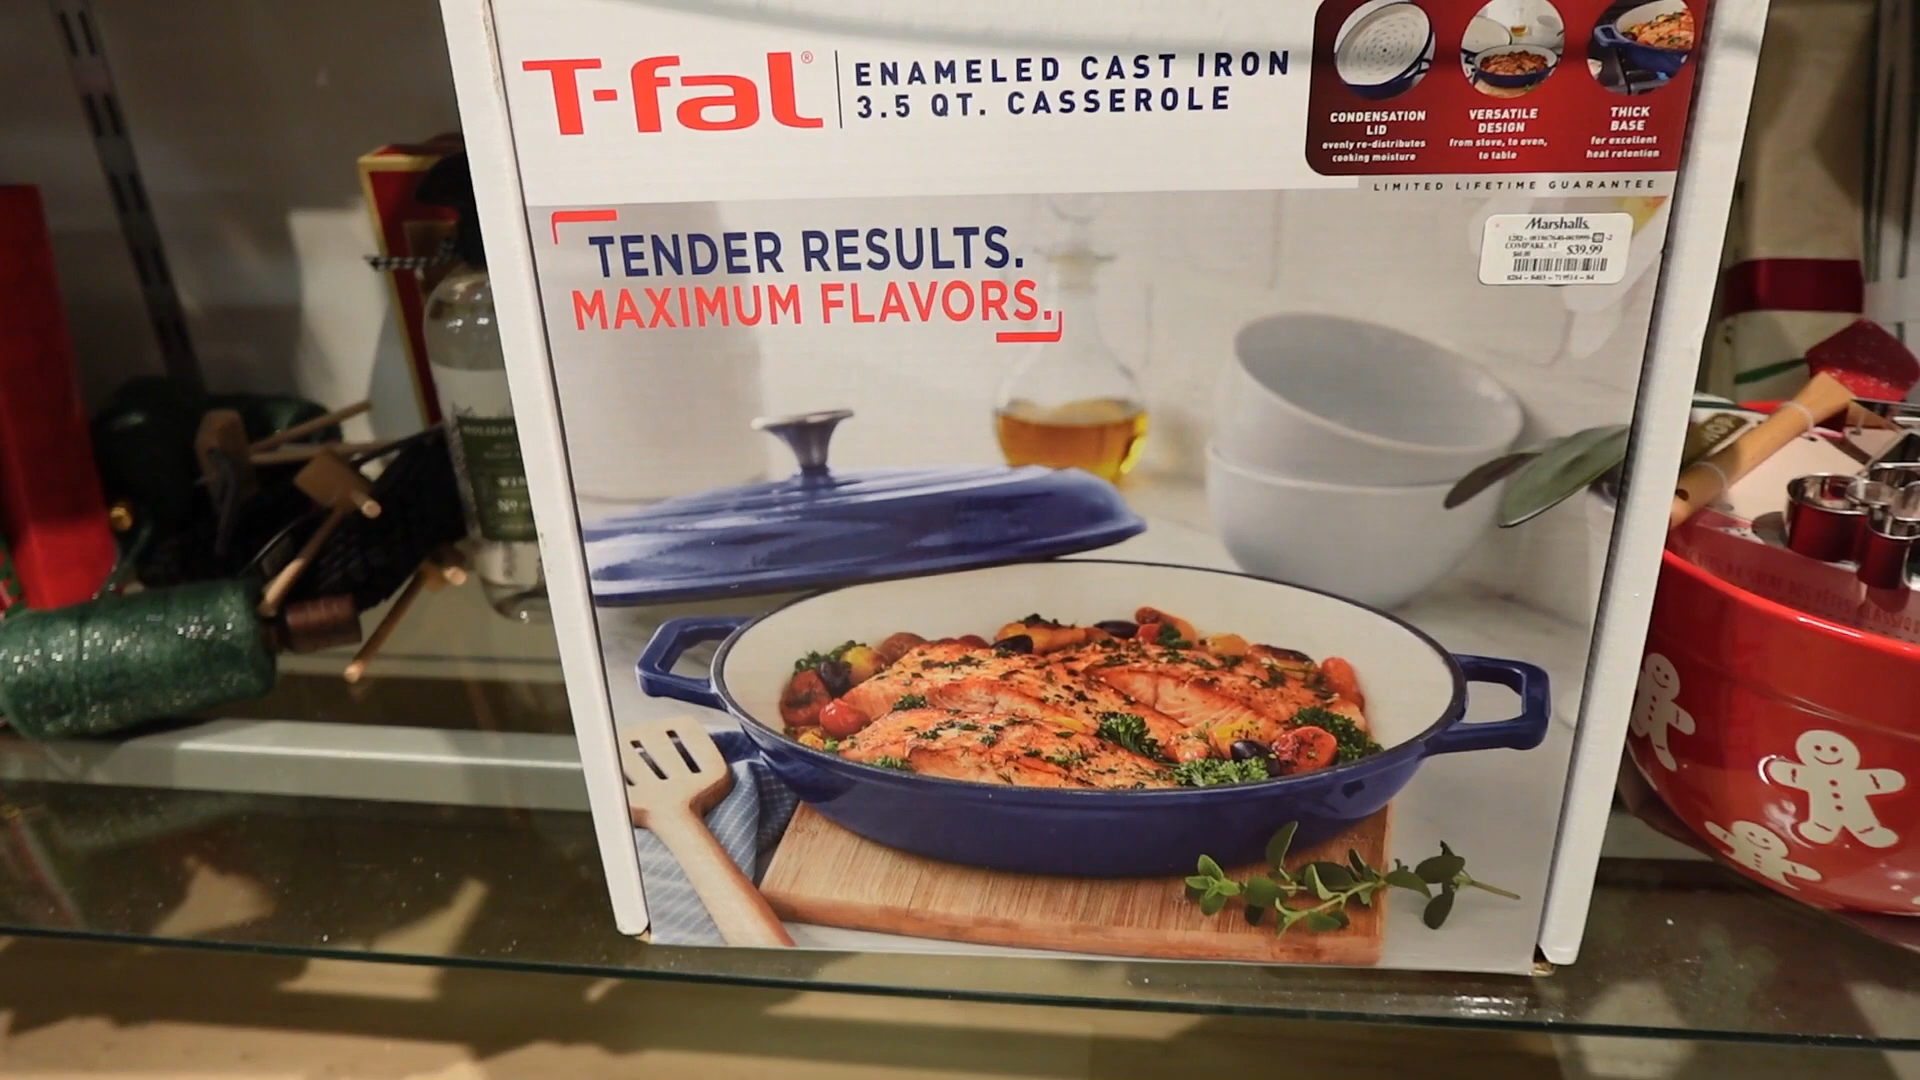 T-fal®
ENAMELED CAST IRON
3.5 QT. CASSEROLE
CONDENSATION
LID
evenly re-distributes
cooking moisture
VERSATILE
DESIGN
from stove, to oven,
to table
THICK
BASE
for excellent
heat retention
LIMITED LIFETIME GUARANTEE
TENDER RESULTS.
MAXIMUM FLAVORS.
Marshalls
COMPARE AT
$39.99
HOLIDAY
Nº